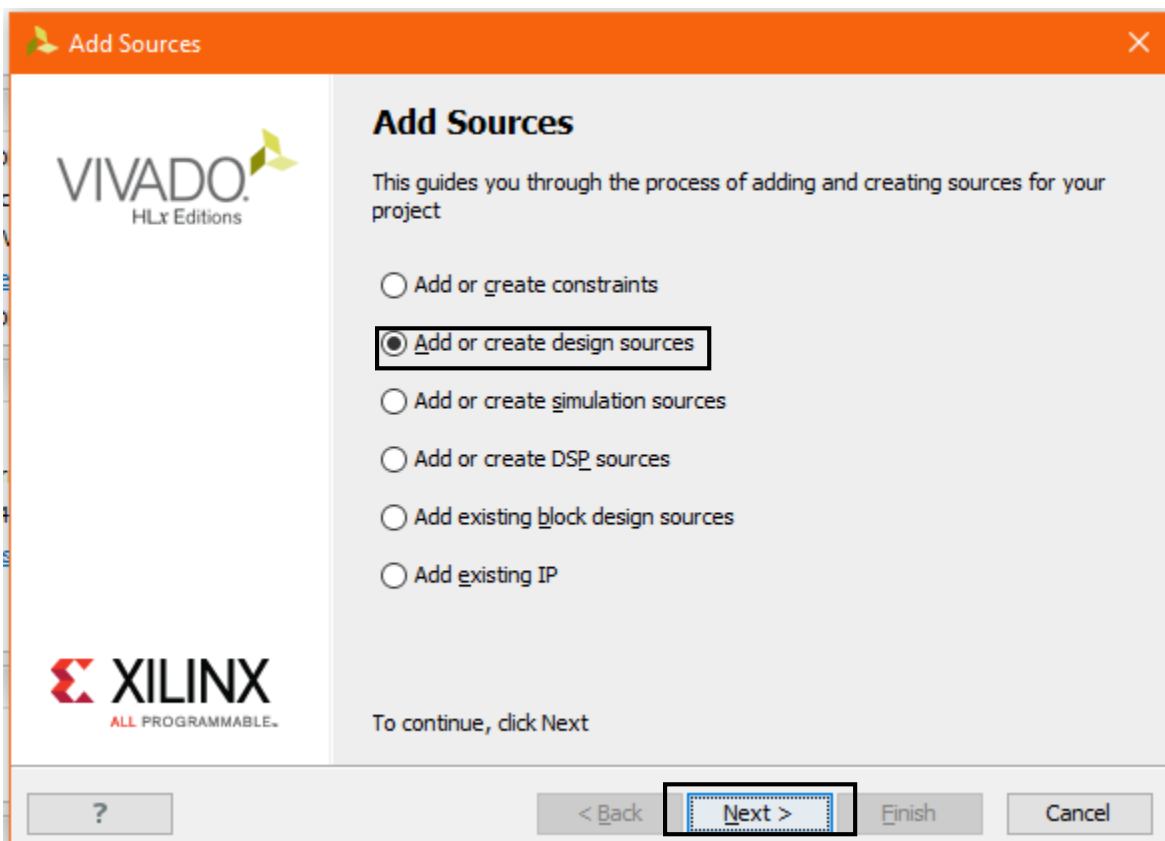 Add Sources
VIVADO.
HLx Editions
Add Sources
This guides you through the process of adding and creating sources for your
project
Add or create constraints
Add or create design sources
Add or create simulation sources
Add or create DSP sources
Add existing block design sources
Add existing IP
XILINX
ALL PROGRAMMABLE™
To continue, click Next
?
< Back
Next >
Finish
Cancel